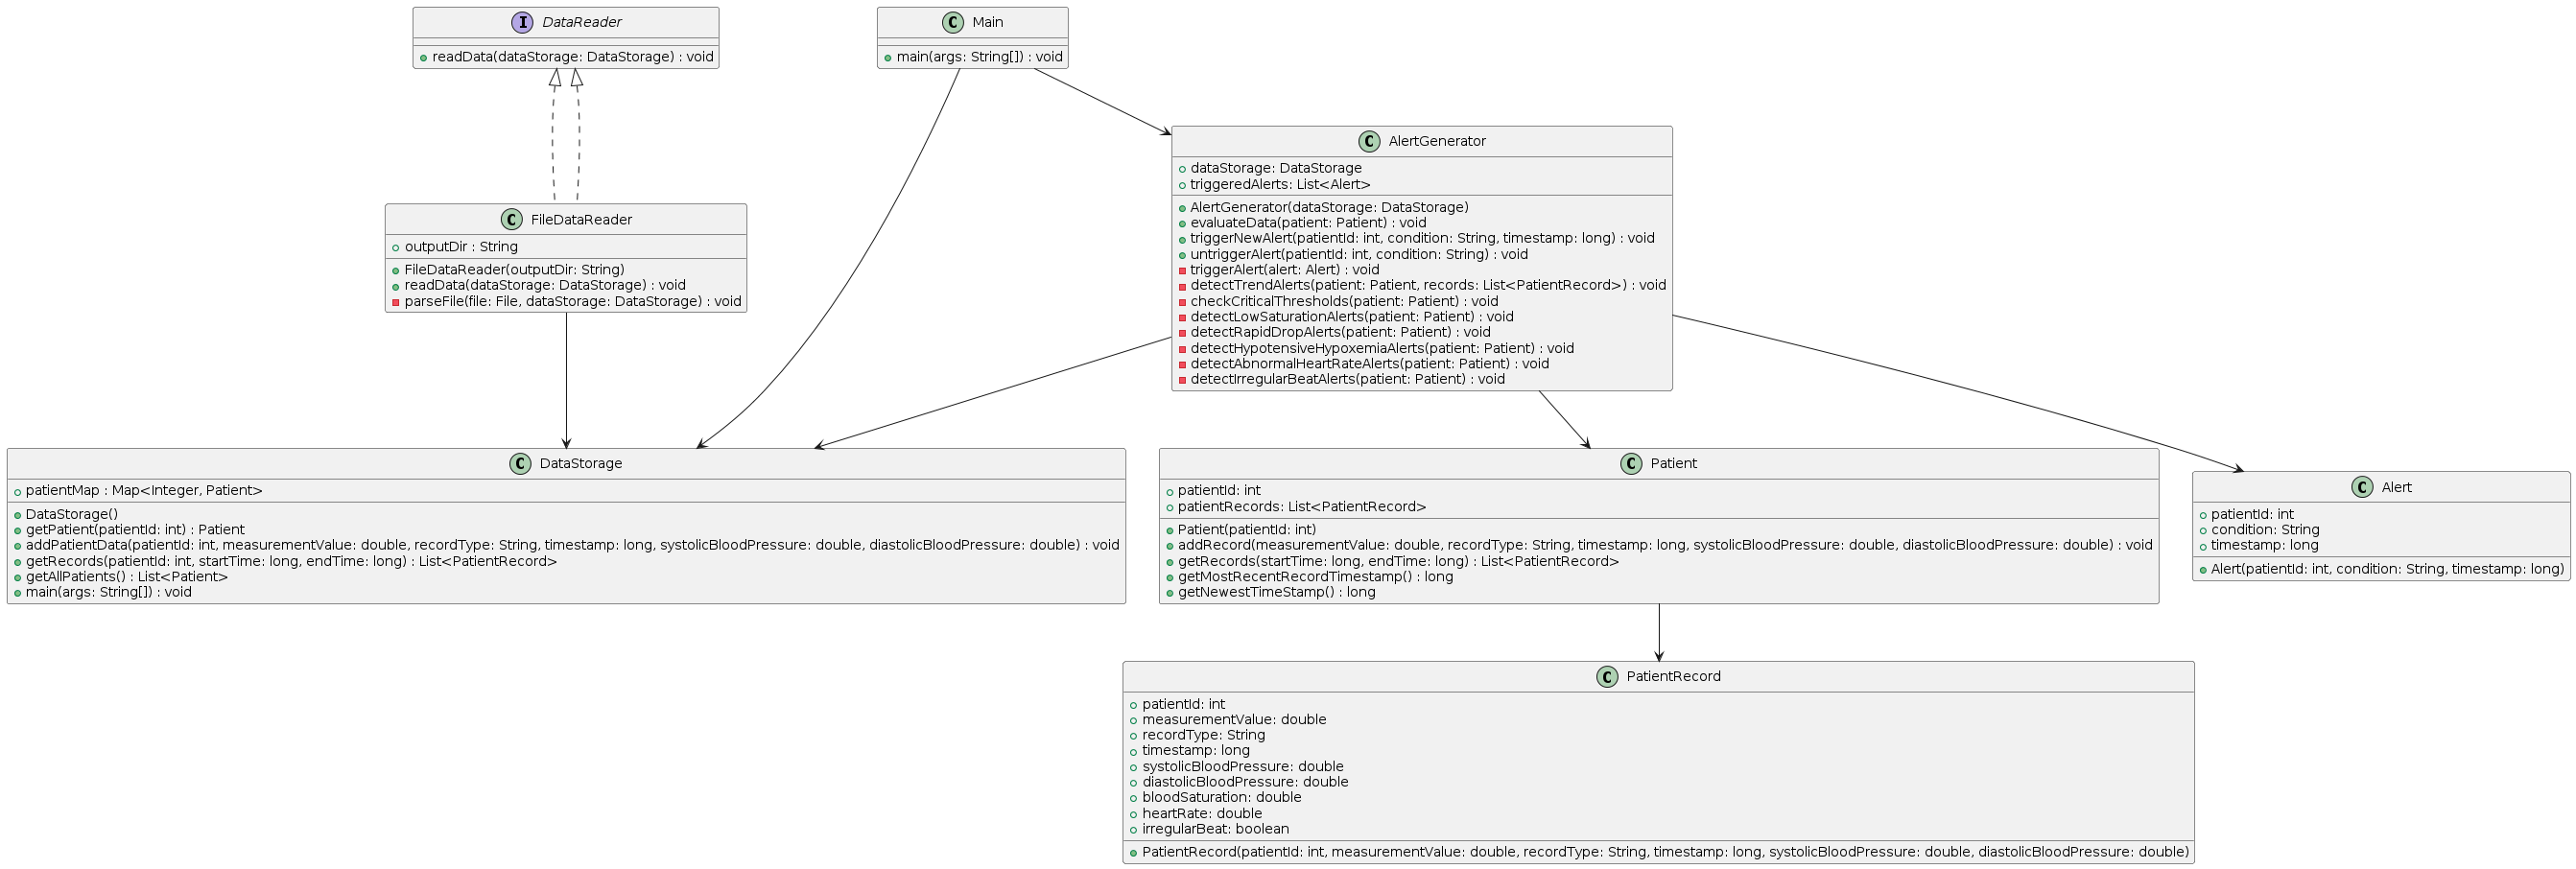 I DataReader
readData(dataStorage: DataStorage) : void
C Main
main(args: String[]) : void
C AlertGenerator
dataStorage: DataStorage
triggeredAlerts: List<Alert>
AlertGenerator(dataStorage: DataStorage)
evaluateData(patient: Patient) : void
triggerNewAlert(patientId: int, condition: String, timestamp: long) : void
untriggerAlert(patientId: int, condition: String) : void
triggerAlert(alert: Alert) : void
detectTrendAlerts(patient: Patient, records: List<PatientRecord>) : void
checkCriticalThresholds(patient: Patient) : void
detectLowSaturationAlerts(patient: Patient) : void
detectRapidDropAlerts(patient: Patient) : void
detectHypotensiveHypoxemiaAlerts(patient: Patient) : void
detectAbnormalHeartRateAlerts(patient: Patient) : void
detectIrregularBeatAlerts(patient: Patient) : void
C FileDataReader
outputDir : String
FileDataReader(outputDir: String)
readData(dataStorage: DataStorage) : void
parseFile(file: File, dataStorage: DataStorage) : void
C DataStorage
patientMap : Map<Integer, Patient>
DataStorage()
getPatient(patientId: int) : Patient
addPatientData(patientId: int, measurementValue: double, recordType: String, timestamp: long, systolicBloodPressure: double, diastolicBloodPressure: double) : void
getRecords(patientId: int, startTime: long, endTime: long) : List<PatientRecord>
getAllPatients() : List<Patient>
main(args: String[]) : void
C Patient
patientId: int
patientRecords: List<PatientRecord>
Patient(patientId: int)
addRecord(measurementValue: double, recordType: String, timestamp: long, systolicBloodPressure: double, diastolicBloodPressure: double) : void
getRecords(startTime: long, endTime: long) : List<PatientRecord>
getMostRecentRecordTimestamp() : long
getNewestTimeStamp() : long
C Alert
patientId: int
condition: String
timestamp: long
Alert(patientId: int, condition: String, timestamp: long)
C PatientRecord
patientId: int
measurementValue: double
recordType: String
timestamp: long
systolicBloodPressure: double
diastolicBloodPressure: double
bloodSaturation: double
heartRate: double
irregularBeat: boolean
PatientRecord(patientId: int, measurementValue: double, recordType: String, timestamp: long, systolicBloodPressure: double, diastolicBloodPressure: double)